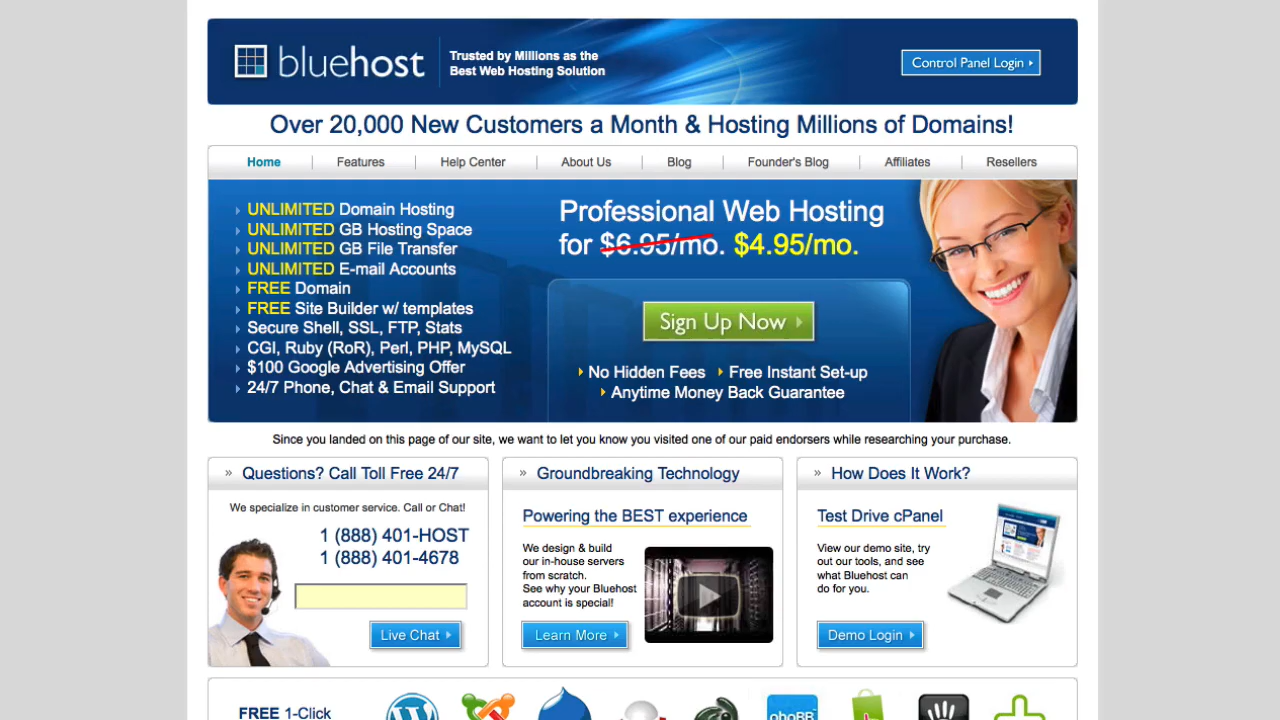 bluehost
Trusted by Millions as the
Best Web Hosting Solution
Control Panel Login
Over 20,000 New Customers a Month & Hosting Millions of Domains!
Home
Features
Help Center
About Us
Blog
Founder's Blog
Affiliates
Resellers
UNLIMITED Domain Hosting
UNLIMITED GB Hosting Space
UNLIMITED GB File Transfer
UNLIMITED E-mail Accounts
FREE Domain
FREE Site Builder w/ templates
Secure Shell, SSL, FTP, Stats
CGI, Ruby (RoR), Perl, PHP, MySQL
$100 Google Advertising Offer
24/7 Phone, Chat & Email Support
Professional Web Hosting
for $6.95/mo. $4.95/mo.
Sign Up Now
No Hidden Fees
Free Instant Set-up
Anytime Money Back Guarantee
Since you landed on this page of our site, we want to let you know you visited one of our paid endorsers while researching your purchase.
» Questions? Call Toll Free 24/7
We specialize in customer service. Call or Chat!
1 (888) 401-HOST
1 (888) 401-4678
Live Chat
» Groundbreaking Technology
Powering the BEST experience
We design & build
our in-house servers
from scratch.
See why your Bluehost
account is special!
Learn More
» How Does It Work?
Test Drive cPanel
View our demo site, try
out our tools, and see
what Bluehost can
do for you.
Demo Login
FREE 1-Click
phpBB